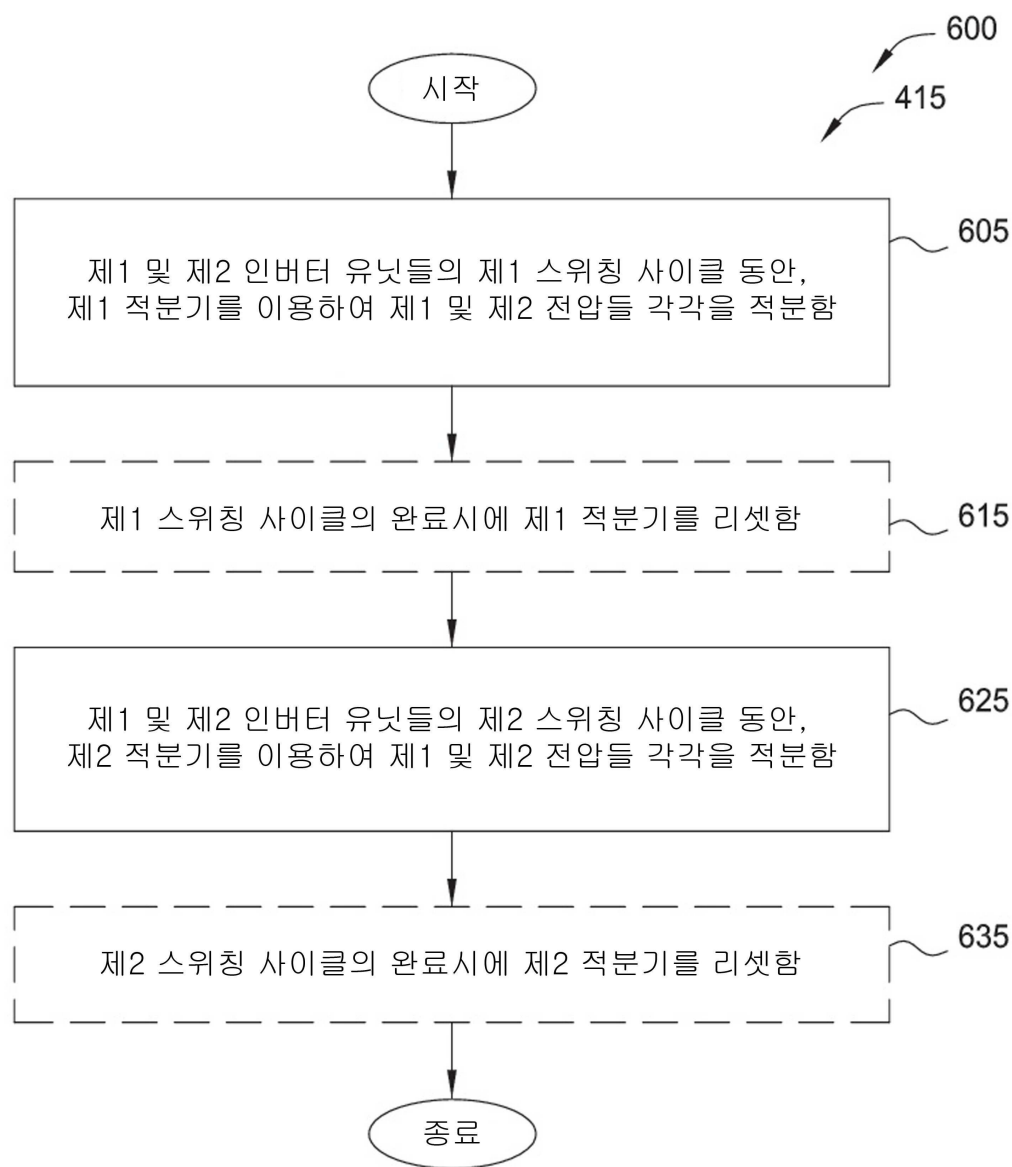 600
시작
415
605
제1 및 제2 인버터 유닛들의 제1 스위칭 사이클 동안,
제1 적분기를 이용하여 제1 및 제2 전압들 각각을 적분함
제1 스위칭 사이클의 완료시에 제1 적분기를 리셋함
615
제1 및 제2 인버터 유닛들의 제2 스위칭 사이클 동안,
제2 적분기를 이용하여 제1 및 제2 전압들 각각을 적분함
625
제2 스위칭 사이클의 완료시에 제2 적분기를 리셋함
635
종료